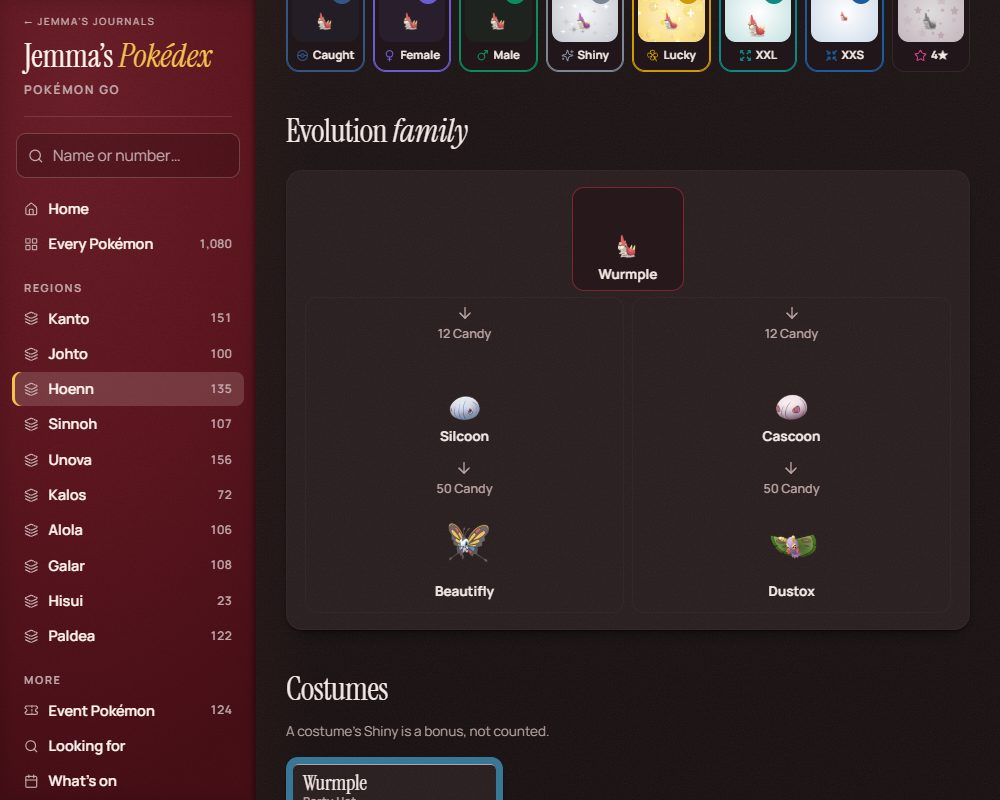 ← JEMMA'S JOURNALS
Jemma's Pokédex
POKÉMON GO
Name or number...
Home
Every Pokémon 1,080
REGIONS
Kanto 151
Johto 100
Hoenn 135
Sinnoh 107
Unova 156
Kalos 72
Alola 106
Galar 108
Hisui 23
Paldea 122
MORE
Event Pokémon 124
Looking for
What's on
Caught
Female
Male
Shiny
Lucky
XXL
XXS
4★
Evolution family
Wurmple
↓ ↓
12 Candy 12 Candy
Silcoon Cascoon
↓ ↓
50 Candy 50 Candy
Beautifly Dustox
Costumes
A costume's Shiny is a bonus, not counted.
Wurmple